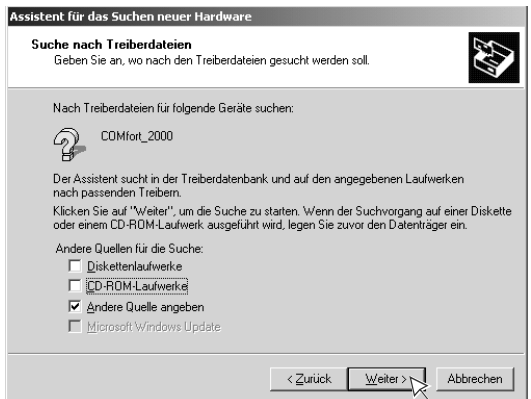 Assistent für das Suchen neuer Hardware
Suche nach Treiberdateien
Geben Sie an, wo nach den Treiberdateien gesucht werden soll.
Nach Treiberdateien für folgende Geräte suchen:
COMfort_2000
Der Assistent sucht in der Treiberdatenbank und auf den angegebenen Laufwerken
nach passenden Treibern.
Klicken Sie auf "Weiter", um die Suche zu starten. Wenn der Suchvorgang auf einer Diskette
oder einem CD-ROM-Laufwerk ausgeführt wird, legen Sie zuvor den Datenträger ein.
Andere Quellen für die Suche:
Diskettenlaufwerke
CD-ROM-Laufwerke
Andere Quelle angeben
Microsoft Windows Update
< Zurück Weiter > Abbrechen